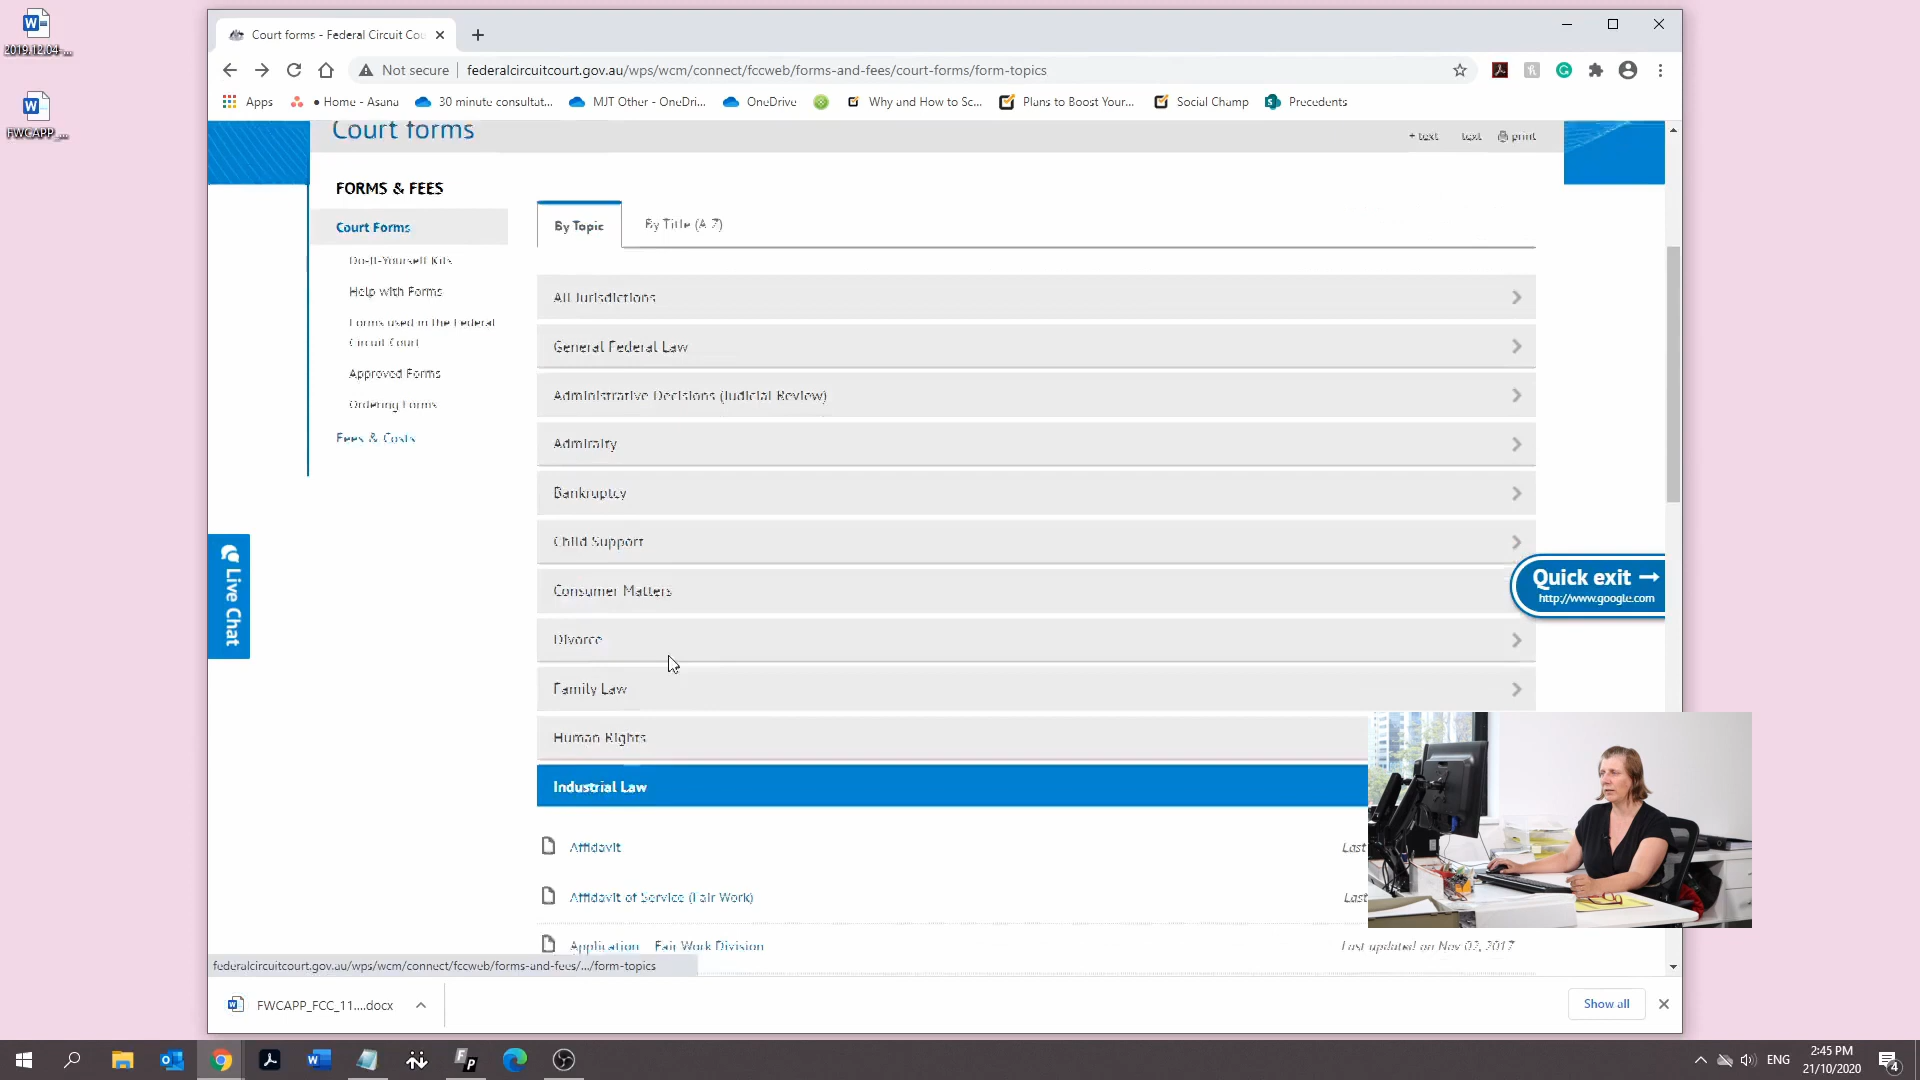 2019.12.04-...
FWCAPP_...
Court forms - Federal Circuit Cou
Not secure
federalcircuitcourt.gov.au/wps/wcm/connect/fccweb/forms-and-fees/court-forms/form-topics
Apps
• Home - Asana
30 minute consultat...
MJT Other - OneDri...
OneDrive
Why and How to Sc...
Plans to Boost Your...
Social Champ
Precedents
Court forms
+ text
text
print
FORMS & FEES
Court Forms
Do-It-Yourself Kits
Help with Forms
Forms used in the Federal
Circuit Court
Approved Forms
Ordering Forms
Fees & Costs
By Topic
By Title (A-Z)
All Jurisdictions
General Federal Law
Administrative Decisions (Judicial Review)
Admiralty
Bankruptcy
Child Support
Consumer Matters
Divorce
Family Law
Human Rights
Industrial Law
Affidavit
Last
Affidavit of Service (Fair Work)
Last
Application – Fair Work Division
Last updated on Nov 02, 2017
Live Chat
Quick exit →
http://www.google.com
federalcircuitcourt.gov.au/wps/wcm/connect/fccweb/forms-and-fees/.../form-topics
FWCAPP_FCC_11....docx
Show all
ENG
2:45 PM
21/10/2020
4